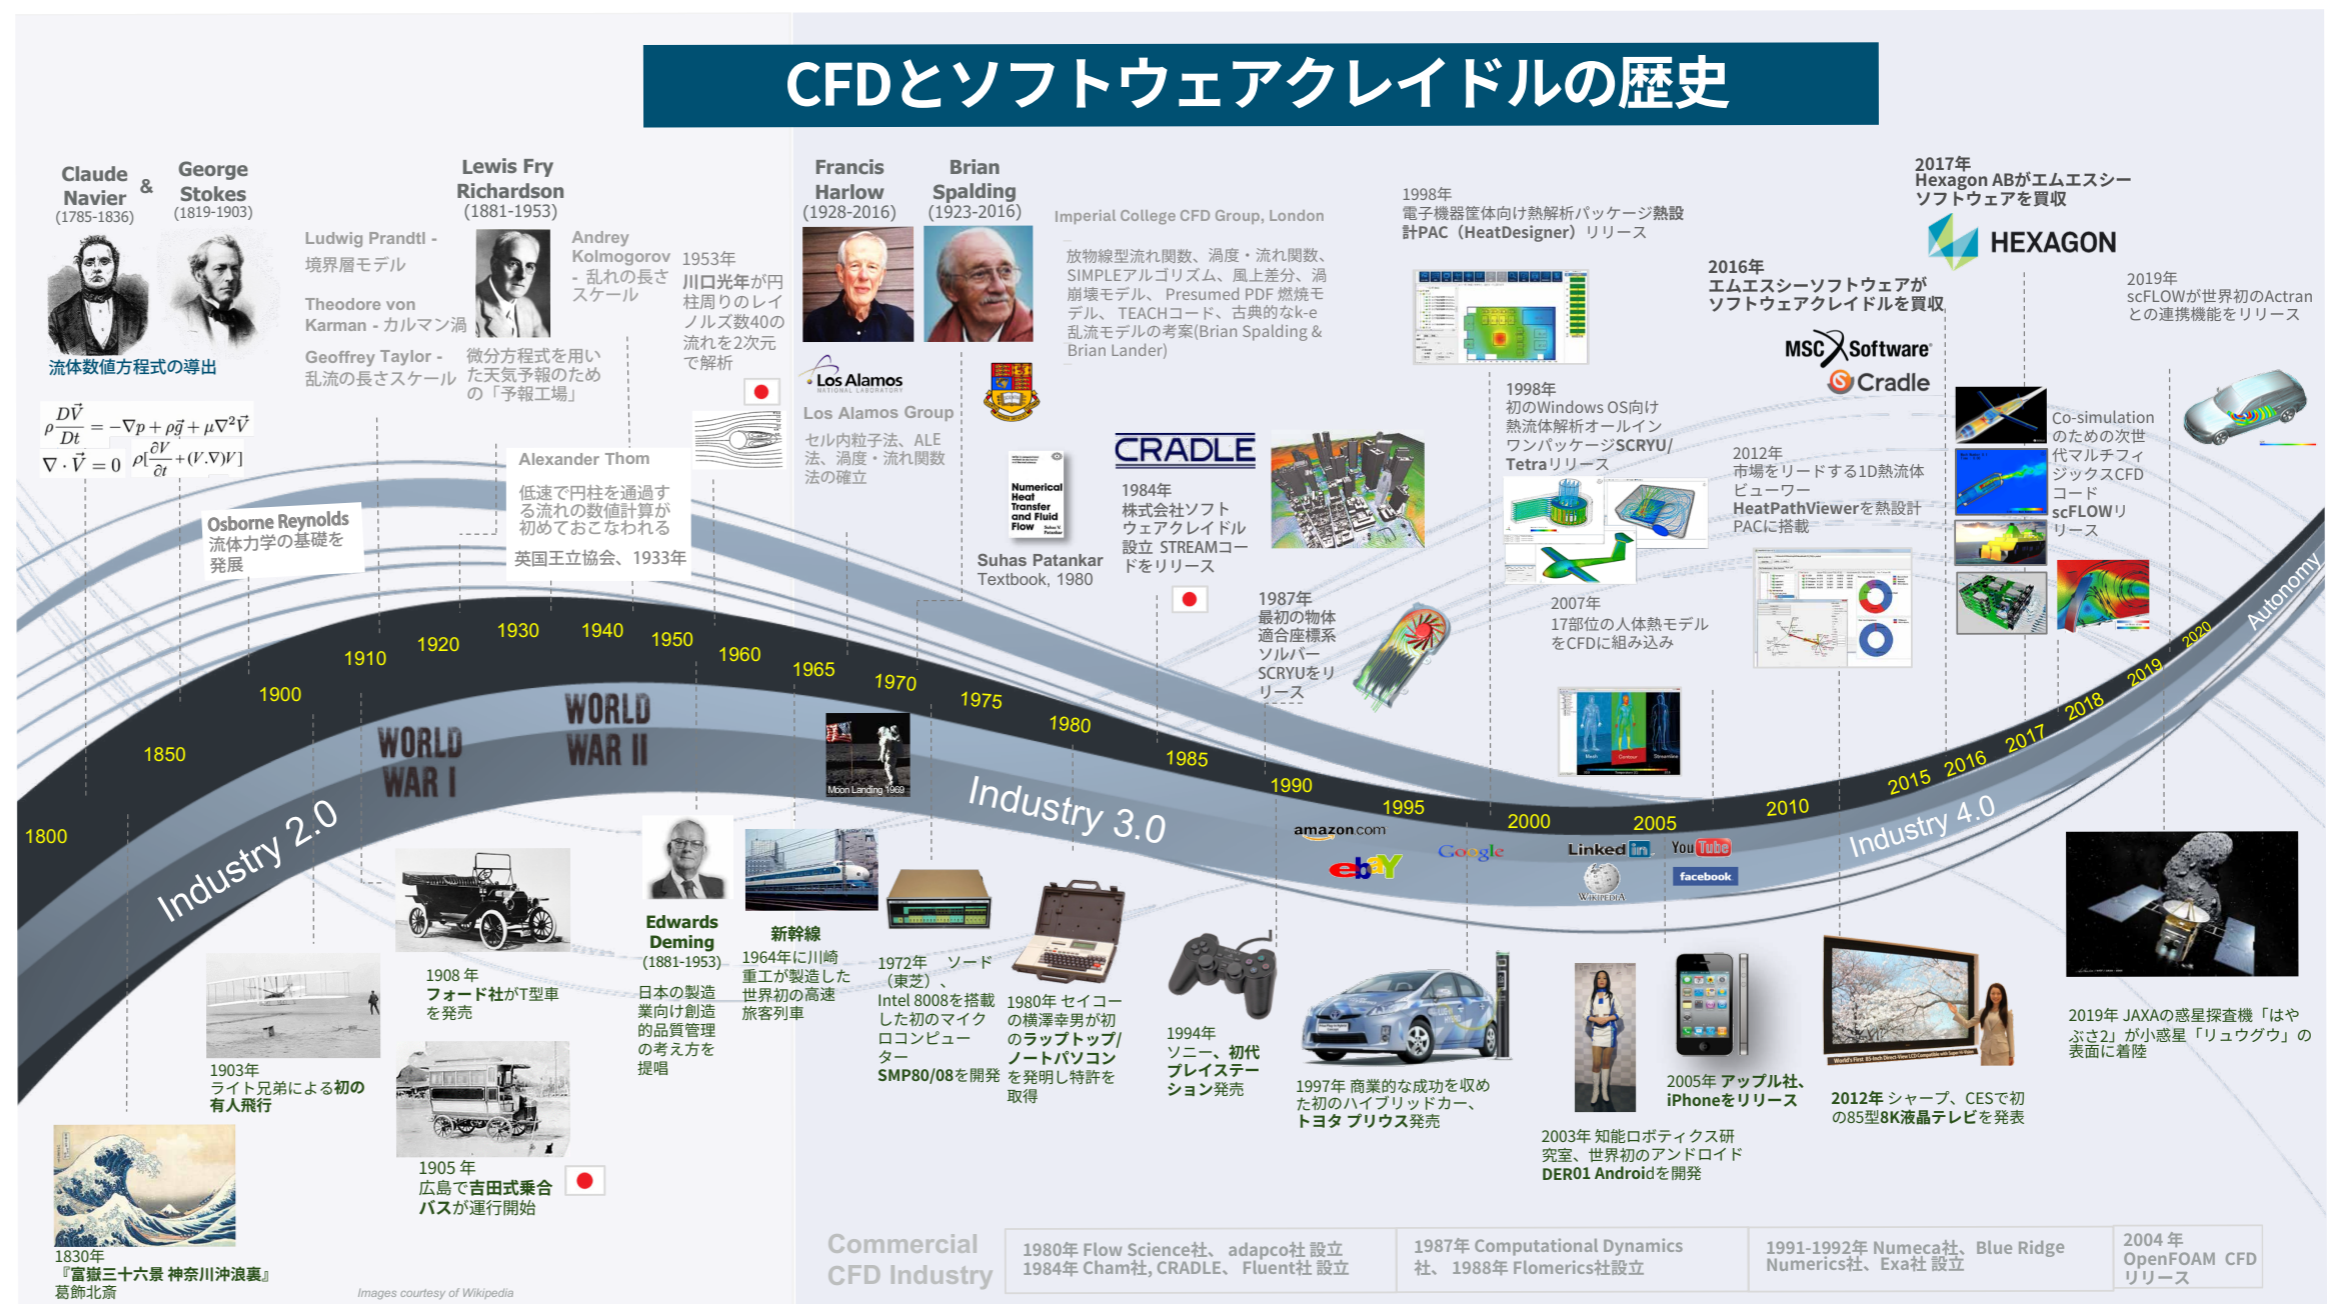 CFDとソフトウェアクレイドルの歴史
Claude
Navier
(1785-1836)
&
George
Stokes
(1819-1903)
流体数値方程式の導出
Ludwig Prandtl -
境界層モデル
Theodore von
Karman - カルマン渦
Geoffrey Taylor -
乱流の長さスケール
Lewis Fry
Richardson
(1881-1953)
微分方程式を用い
た天気予報のため
の「予報工場」
Andrey
Kolmogorov
- 乱れの長さ
スケール
1953年
川口光年が円
柱周りのレイ
ノルズ数40の
流れを2次元
で解析
Osborne Reynolds
流体力学の基礎を
発展
Alexander Thom
低速で円柱を通過す
る流れの数値計算が
初めておこなわれる
英国王立協会、1933年
Francis
Harlow
(1928-2016)
Los Alamos
NATIONAL LABORATORY
Los Alamos Group
セル内粒子法、ALE
法、渦度・流れ関数
法の確立
Brian
Spalding
(1923-2016)
Imperial College CFD Group, London
放物線型流れ関数、渦度・流れ関数、
SIMPLEアルゴリズム、風上差分、渦
崩壊モデル、 Presumed PDF 燃焼モ
デル、 TEACHコード、古典的なk-e
乱流モデルの考案(Brian Spalding &
Brian Lander)
Numerical
Heat
Transfer
and Fluid
Flow
Suhas Patankar
Textbook, 1980
CRADLE
1984年
株式会社ソフト
ウェアクレイドル
設立 STREAMコー
ドをリリース
1987年
最初の物体
適合座標系
ソルバー
SCRYUをリ
リース
1998年
電子機器筐体向け熱解析パッケージ熱設
計PAC（HeatDesigner）リリース
1998年
初のWindows OS向け
熱流体解析オールイン
ワンパッケージSCRYU/
Tetraリリース
2007年
17部位の人体熱モデル
をCFDに組み込み
Mesh Contour Streamline
2012年
市場をリードする1D熱流体
ビューワー
HeatPathViewerを熱設計
PACに搭載
2016年
エムエスシーソフトウェアが
ソフトウェアクレイドルを買収
MSC Software
Cradle
2017年
Hexagon ABがエムエスシー
ソフトウェアを買収
HEXAGON
Co-simulation
のための次世
代マルチフィ
ジックスCFD
コード
scFLOWリ
リース
2019年
scFLOWが世界初のActran
との連携機能をリリース
ρ DV/Dt = −∇p + ρg + μ∇²V
∇ · V = 0
ρ[∂V/∂t +(V.∇)V]
1800
1850
1900
1910
1920
1930
1940
1950
1960
1965
1970
1975
1980
1985
1990
1995
2000
2005
2010
2015
2016
2017
2018
2019
2020
Autonomy
Industry 2.0
WORLD
WAR I
WORLD
WAR II
Moon Landing 1969
Industry 3.0
Industry 4.0
amazon.com
ebaY
Google
Linked in
WIKIPEDIA
You Tube
facebook
1830年
『富嶽三十六景 神奈川沖浪裏』
葛飾北斎
1903年
ライト兄弟による初の
有人飛行
1908 年
フォード社がT型車
を発売
1905 年
広島で吉田式乗合
バスが運行開始
Edwards
Deming
(1881-1953)
日本の製造
業向け創造
的品質管理
の考え方を
提唱
新幹線
1964年に川崎
重工が製造した
世界初の高速
旅客列車
1972年 ソード
（東芝）、
Intel 8008を搭載
した初のマイク
ロコンピュー
ター
SMP80/08を開発
1980年 セイコー
の横澤幸男が初
のラップトップ/
ノートパソコン
を発明し特許を
取得
1994年
ソニー、初代
プレイステー
ション発売
1997年 商業的な成功を収め
た初のハイブリッドカー、
トヨタ プリウス発売
2003年 知能ロボティクス研
究室、世界初のアンドロイド
DER01 Androidを開発
2005年 アップル社、
iPhoneをリリース
World's First 85-Inch Direct-View LCD Compatible with Super Hi-Vision
2012年 シャープ、CESで初
の85型8K液晶テレビを発表
2019年 JAXAの惑星探査機「はや
ぶさ2」が小惑星「リュウグウ」の
表面に着陸
Commercial
CFD Industry
1980年 Flow Science社、 adapco社 設立
1984年 Cham社, CRADLE、 Fluent社 設立
1987年 Computational Dynamics
社、 1988年 Flomerics社設立
1991-1992年 Numeca社、Blue Ridge
Numerics社、Exa社 設立
2004 年
OpenFOAM CFD
リリース
Images courtesy of Wikipedia